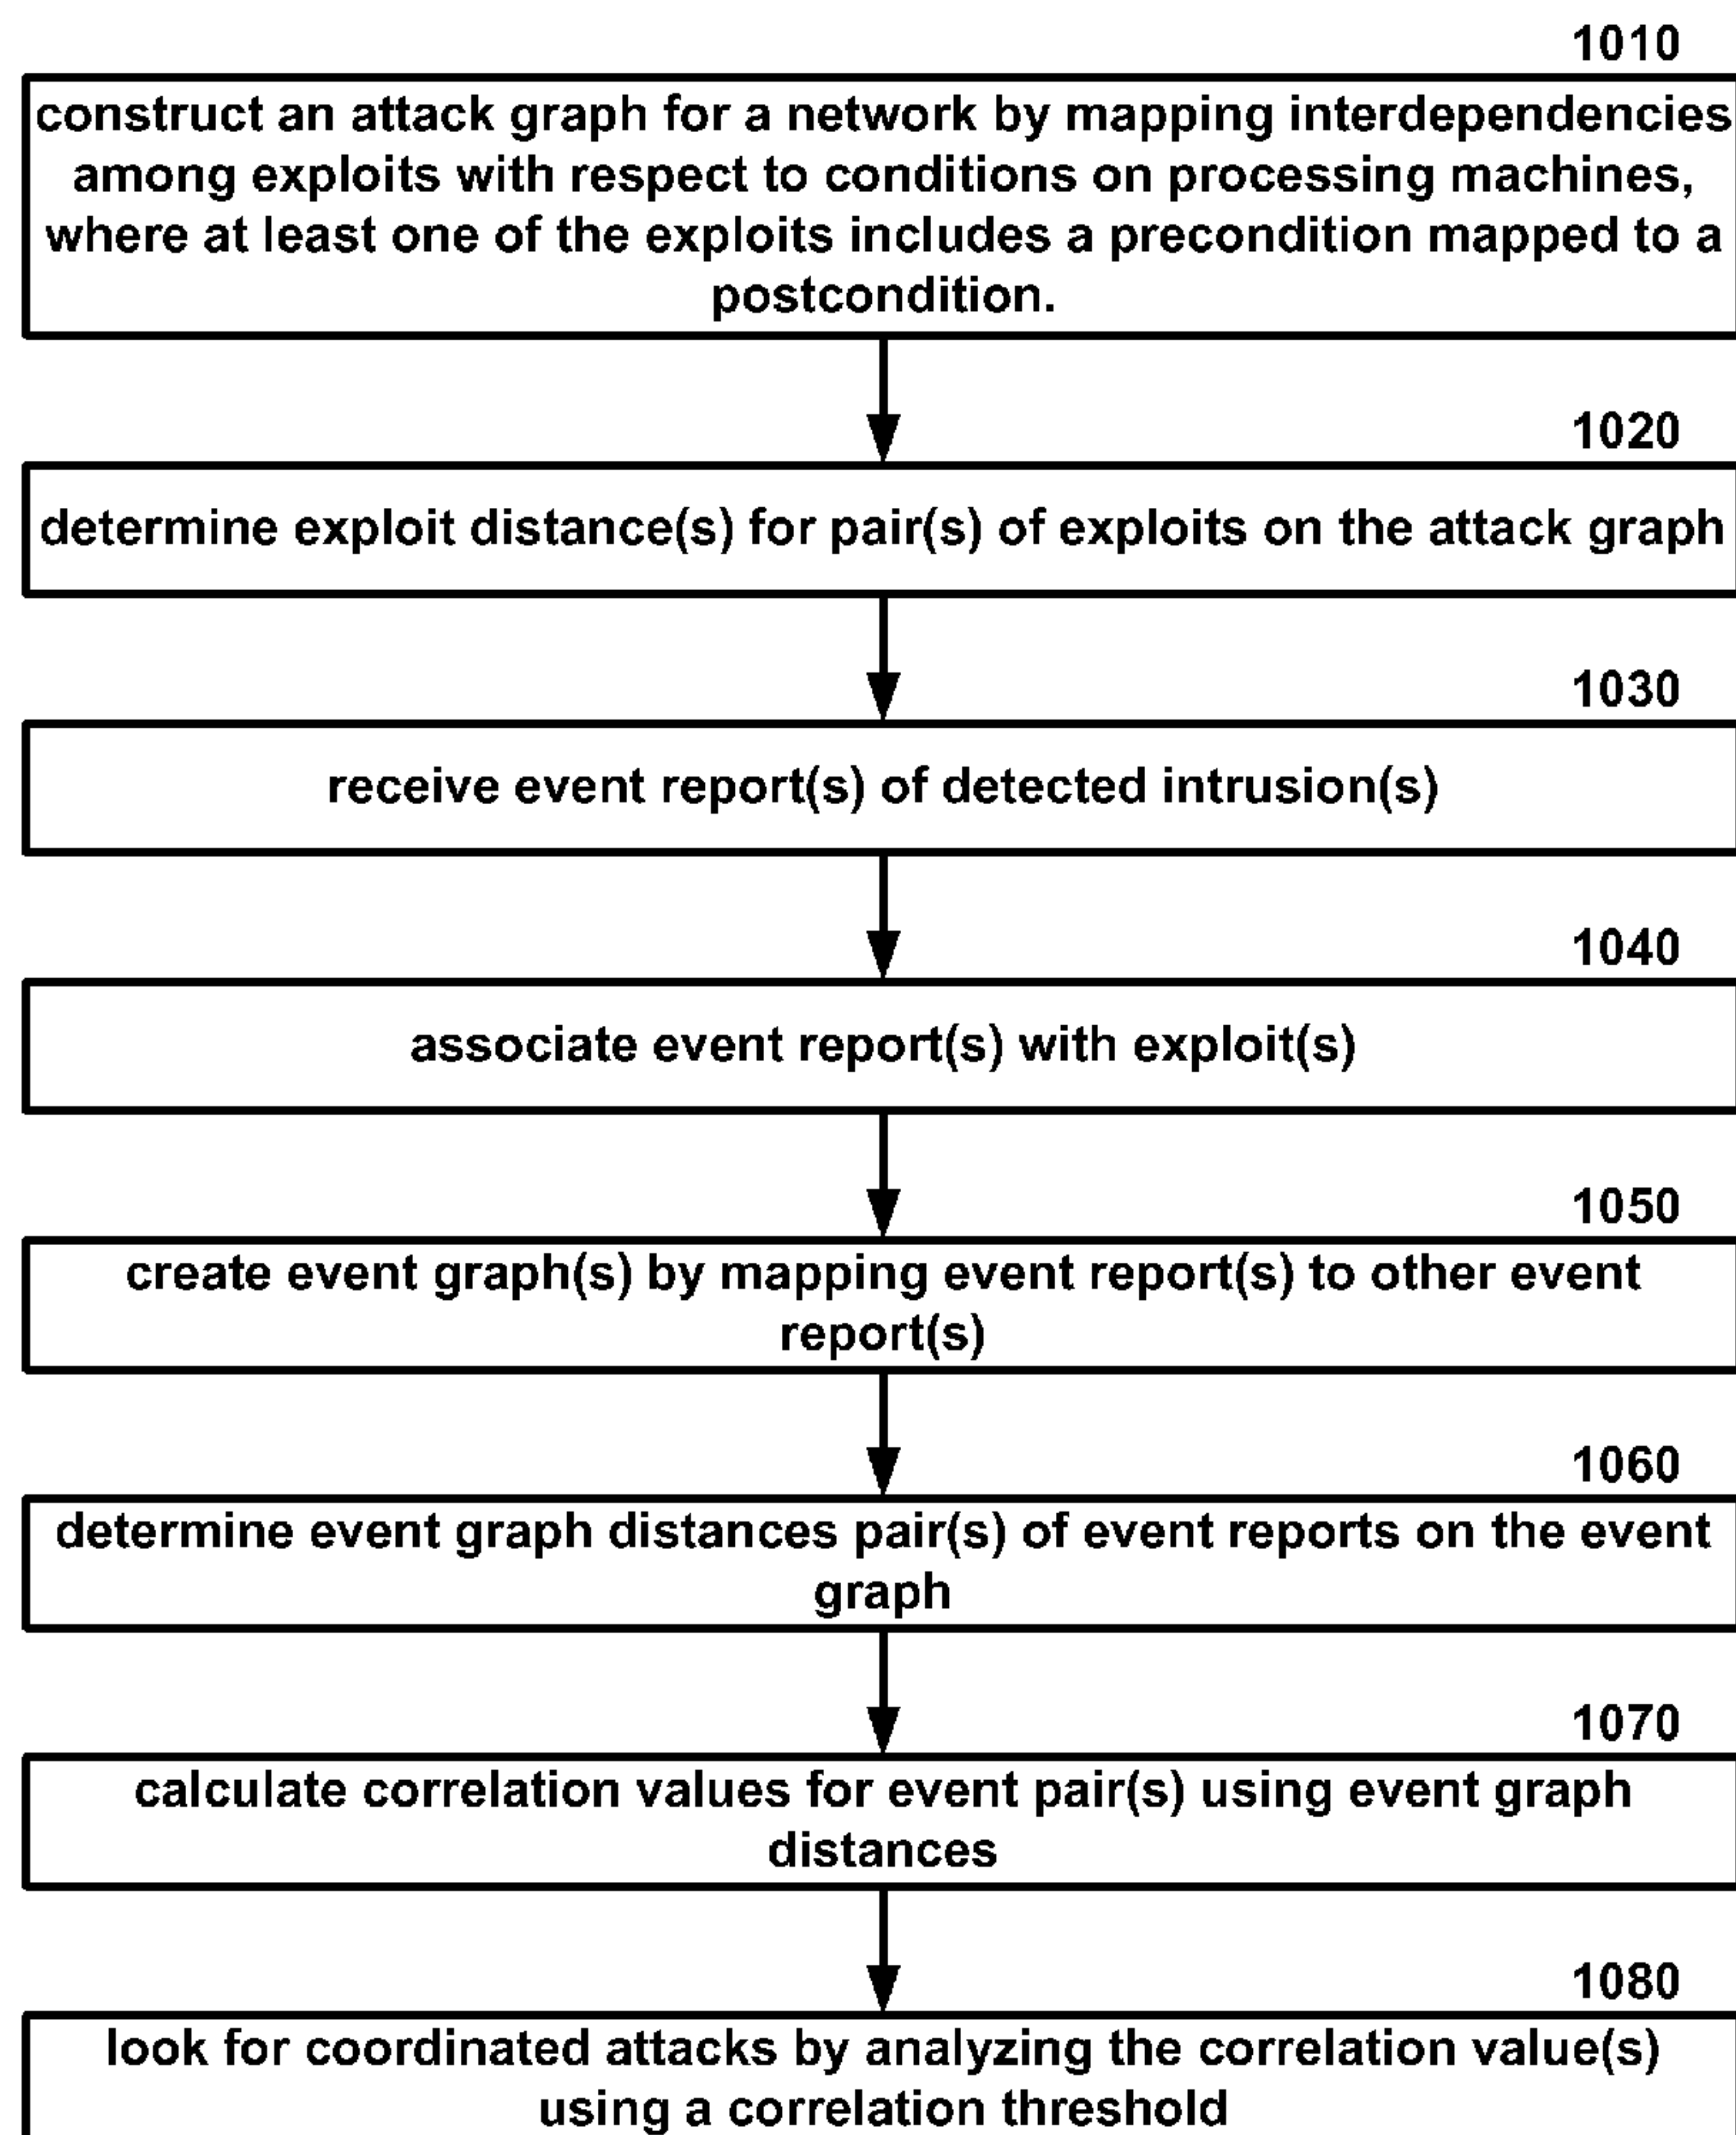 1010
construct an attack graph for a network by mapping interdependencies
among exploits with respect to conditions on processing machines,
where at least one of the exploits includes a precondition mapped to a
postcondition.
1020
determine exploit distance(s) for pair(s) of exploits on the attack graph
1030
receive event report(s) of detected intrusion(s)
1040
associate event report(s) with exploit(s)
1050
create event graph(s) by mapping event report(s) to other event
report(s)
1060
determine event graph distances pair(s) of event reports on the event
graph
1070
calculate correlation values for event pair(s) using event graph
distances
1080
look for coordinated attacks by analyzing the correlation value(s)
using a correlation threshold